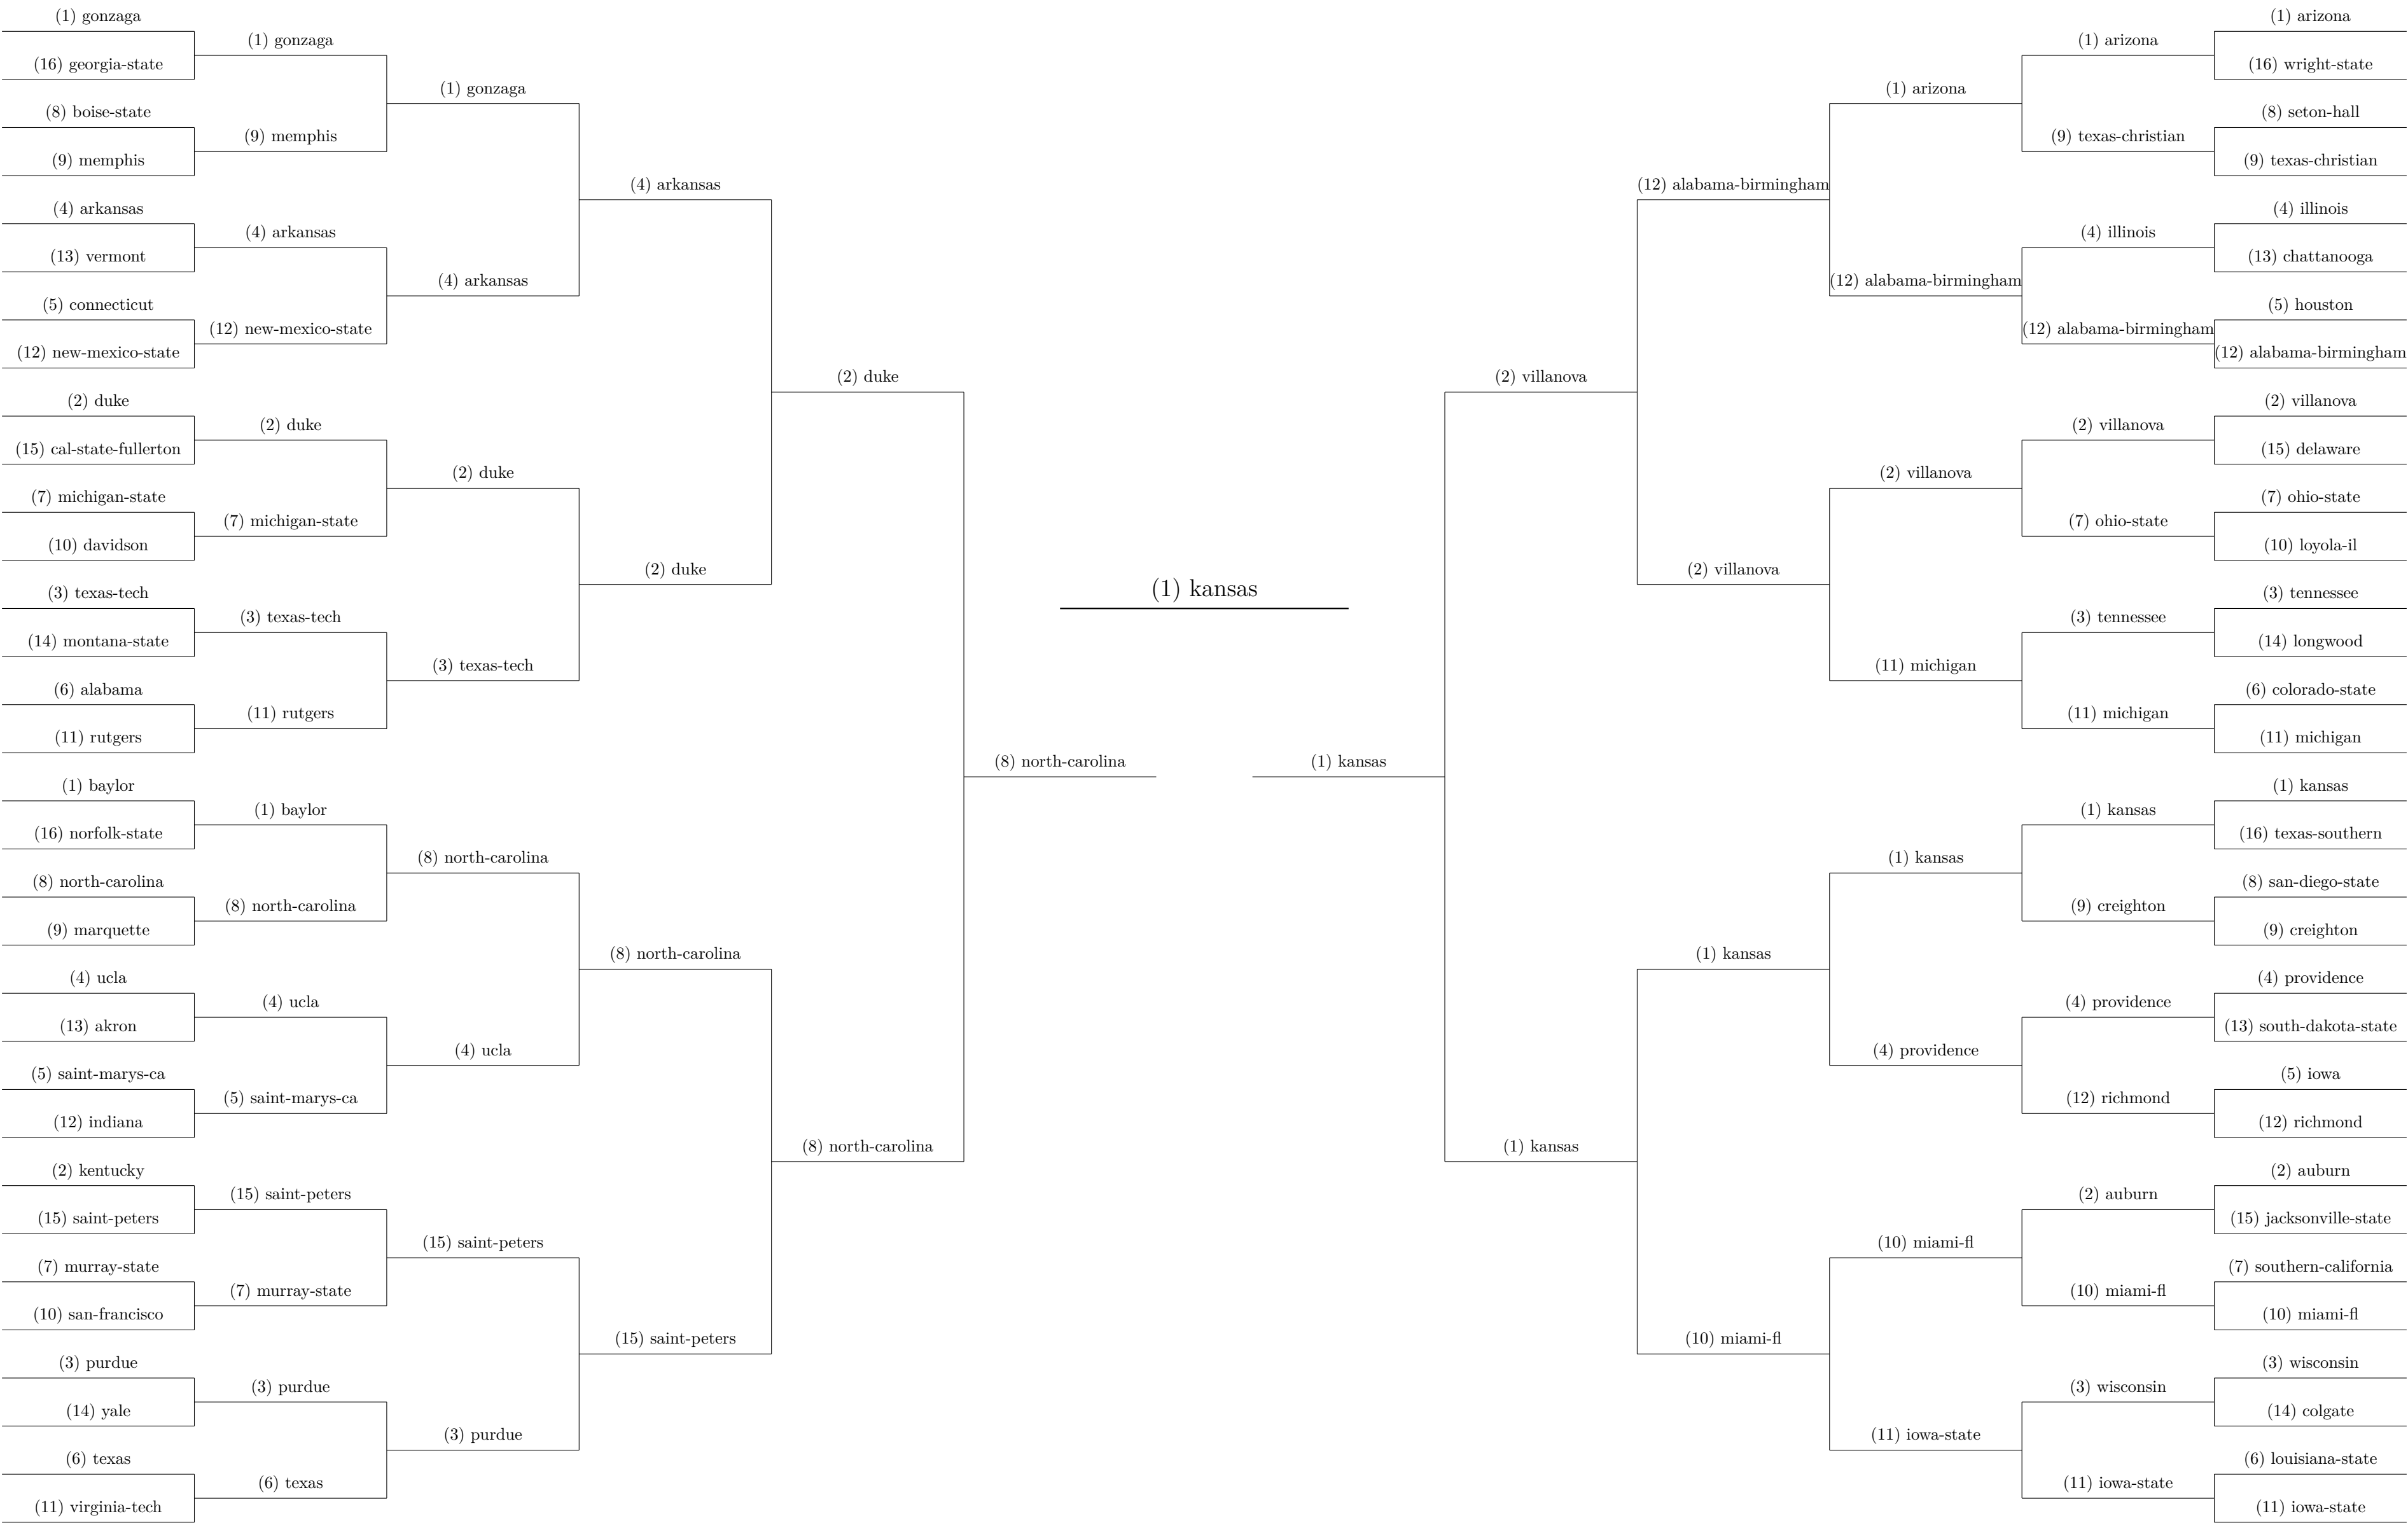 (1) gonzaga
(16) georgia-state
(8) boise-state
(9) memphis
(4) arkansas
(13) vermont
(5) connecticut
(12) new-mexico-state
(2) duke
(15) cal-state-fullerton
(7) michigan-state
(10) davidson
(3) texas-tech
(14) montana-state
(6) alabama
(11) rutgers
(1) baylor
(16) norfolk-state
(8) north-carolina
(9) marquette
(4) ucla
(13) akron
(5) saint-marys-ca
(12) indiana
(2) kentucky
(15) saint-peters
(7) murray-state
(10) san-francisco
(3) purdue
(14) yale
(6) texas
(11) virginia-tech
(1) gonzaga
(9) memphis
(4) arkansas
(12) new-mexico-state
(2) duke
(7) michigan-state
(3) texas-tech
(11) rutgers
(1) baylor
(8) north-carolina
(4) ucla
(5) saint-marys-ca
(15) saint-peters
(7) murray-state
(3) purdue
(6) texas
(1) gonzaga
(4) arkansas
(2) duke
(3) texas-tech
(8) north-carolina
(4) ucla
(15) saint-peters
(3) purdue
(4) arkansas
(2) duke
(8) north-carolina
(15) saint-peters
(2) duke
(8) north-carolina
(8) north-carolina
(1) kansas
(1) kansas
(2) villanova
(1) kansas
(12) alabama-birmingham
(2) villanova
(1) kansas
(10) miami-fl
(1) arizona
(12) alabama-birmingham
(2) villanova
(11) michigan
(1) kansas
(4) providence
(10) miami-fl
(11) iowa-state
(1) arizona
(9) texas-christian
(4) illinois
(12) alabama-birmingham
(2) villanova
(7) ohio-state
(3) tennessee
(11) michigan
(1) kansas
(9) creighton
(4) providence
(12) richmond
(2) auburn
(10) miami-fl
(3) wisconsin
(11) iowa-state
(1) arizona
(16) wright-state
(8) seton-hall
(9) texas-christian
(4) illinois
(13) chattanooga
(5) houston
(12) alabama-birmingham
(2) villanova
(15) delaware
(7) ohio-state
(10) loyola-il
(3) tennessee
(14) longwood
(6) colorado-state
(11) michigan
(1) kansas
(16) texas-southern
(8) san-diego-state
(9) creighton
(4) providence
(13) south-dakota-state
(5) iowa
(12) richmond
(2) auburn
(15) jacksonville-state
(7) southern-california
(10) miami-fl
(3) wisconsin
(14) colgate
(6) louisiana-state
(11) iowa-state